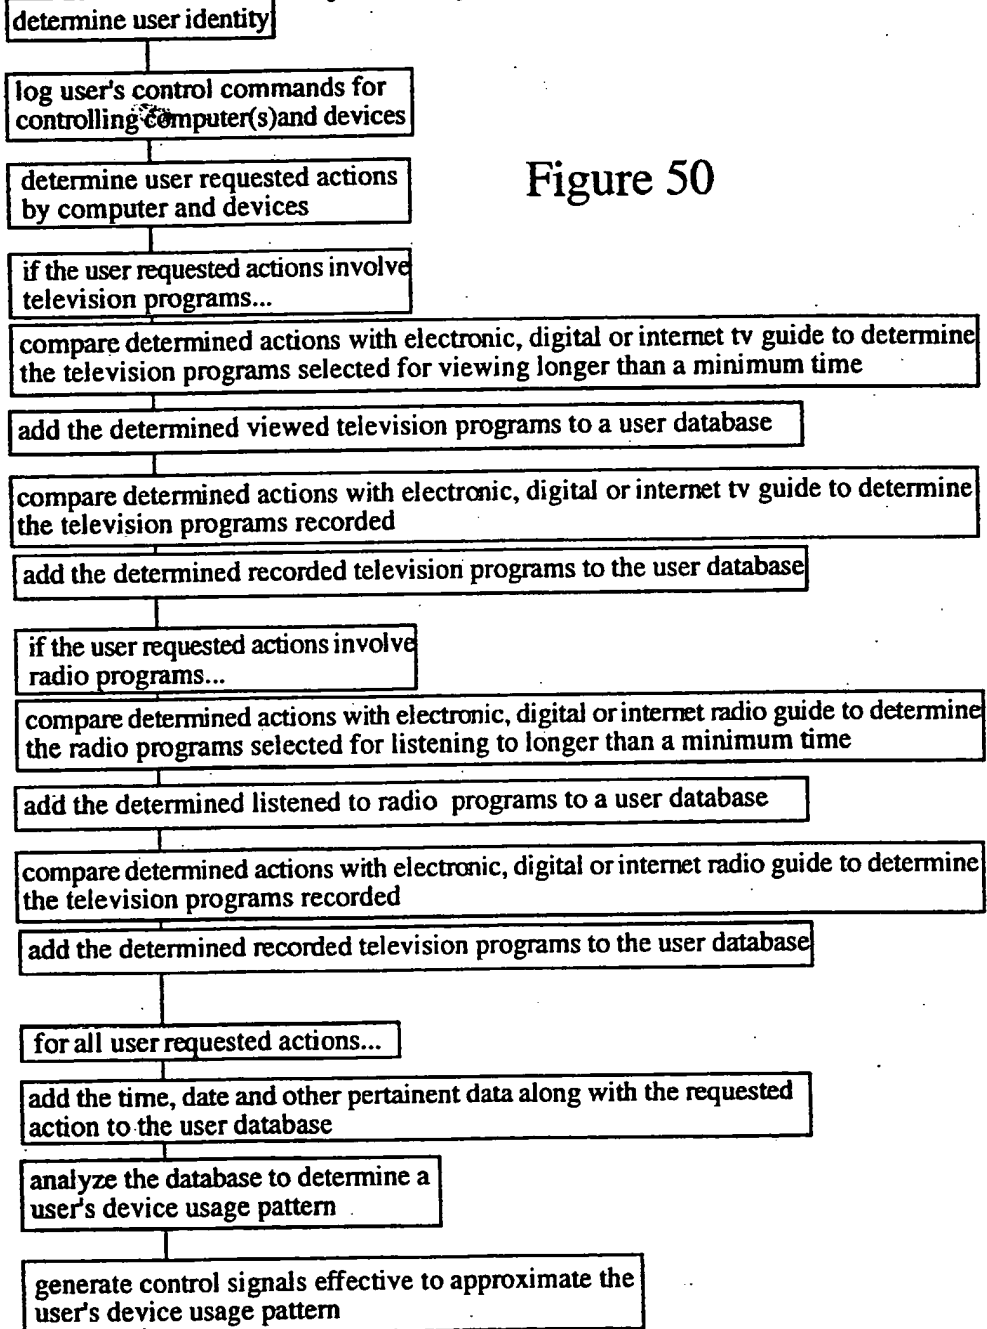 determine user identity
log user's control commands for
controlling computer(s)and devices
Figure 50
determine user requested actions
by computer and devices
if the user requested actions involve
television programs...
compare determined actions with electronic, digital or internet tv guide to determine
the television programs selected for viewing longer than a minimum time
add the determined viewed television programs to a user database
compare determined actions with electronic, digital or internet tv guide to determine
the television programs recorded
add the determined recorded television programs to the user database
if the user requested actions involve
radio programs...
compare determined actions with electronic, digital or internet radio guide to determine
the radio programs selected for listening to longer than a minimum time
add the determined listened to radio programs to a user database
compare determined actions with electronic, digital or internet radio guide to determine
the television programs recorded
add the determined recorded television programs to the user database
for all user requested actions...
add the time, date and other pertainent data along with the requested
action to the user database
analyze the database to determine a
user's device usage pattern
generate control signals effective to approximate the
user's device usage pattern